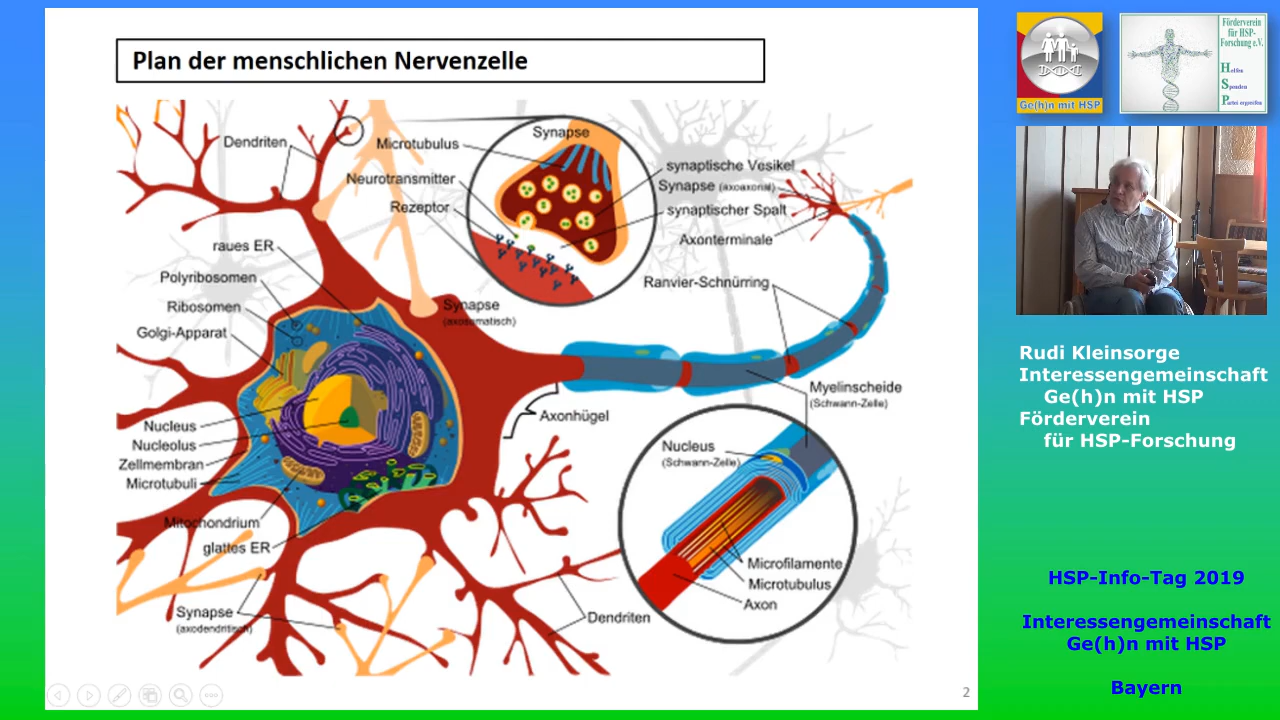 Plan der menschlichen Nervenzelle
Dendriten
Microtubulus
Neurotransmitter
Rezeptor
Synapse
synaptische Vesikel
Synapse (axoaxonal)
synaptischer Spalt
Axonterminale
raues ER
Polyribosomen
Ribosomen
Golgi-Apparat
Synapse
(axosomatisch)
Ranvier-Schnürring
Myelinscheide
(Schwann-Zelle)
Axonhügel
Nucleus
Nucleolus
Zellmembran
Microtubuli
Mitochondrium
glattes ER
Synapse
(axodendritisch)
Dendriten
Nucleus
(Schwann-Zelle)
Microfilamente
Microtubulus
Axon
2
Ge(h)n mit HSP
Förderverein
für HSP-
Forschung e.V.
Helfen
Spenden
Partei ergreifen
Rudi Kleinsorge
Interessengemeinschaft
Ge(h)n mit HSP
Förderverein
für HSP-Forschung
HSP-Info-Tag 2019
Interessengemeinschaft
Ge(h)n mit HSP
Bayern